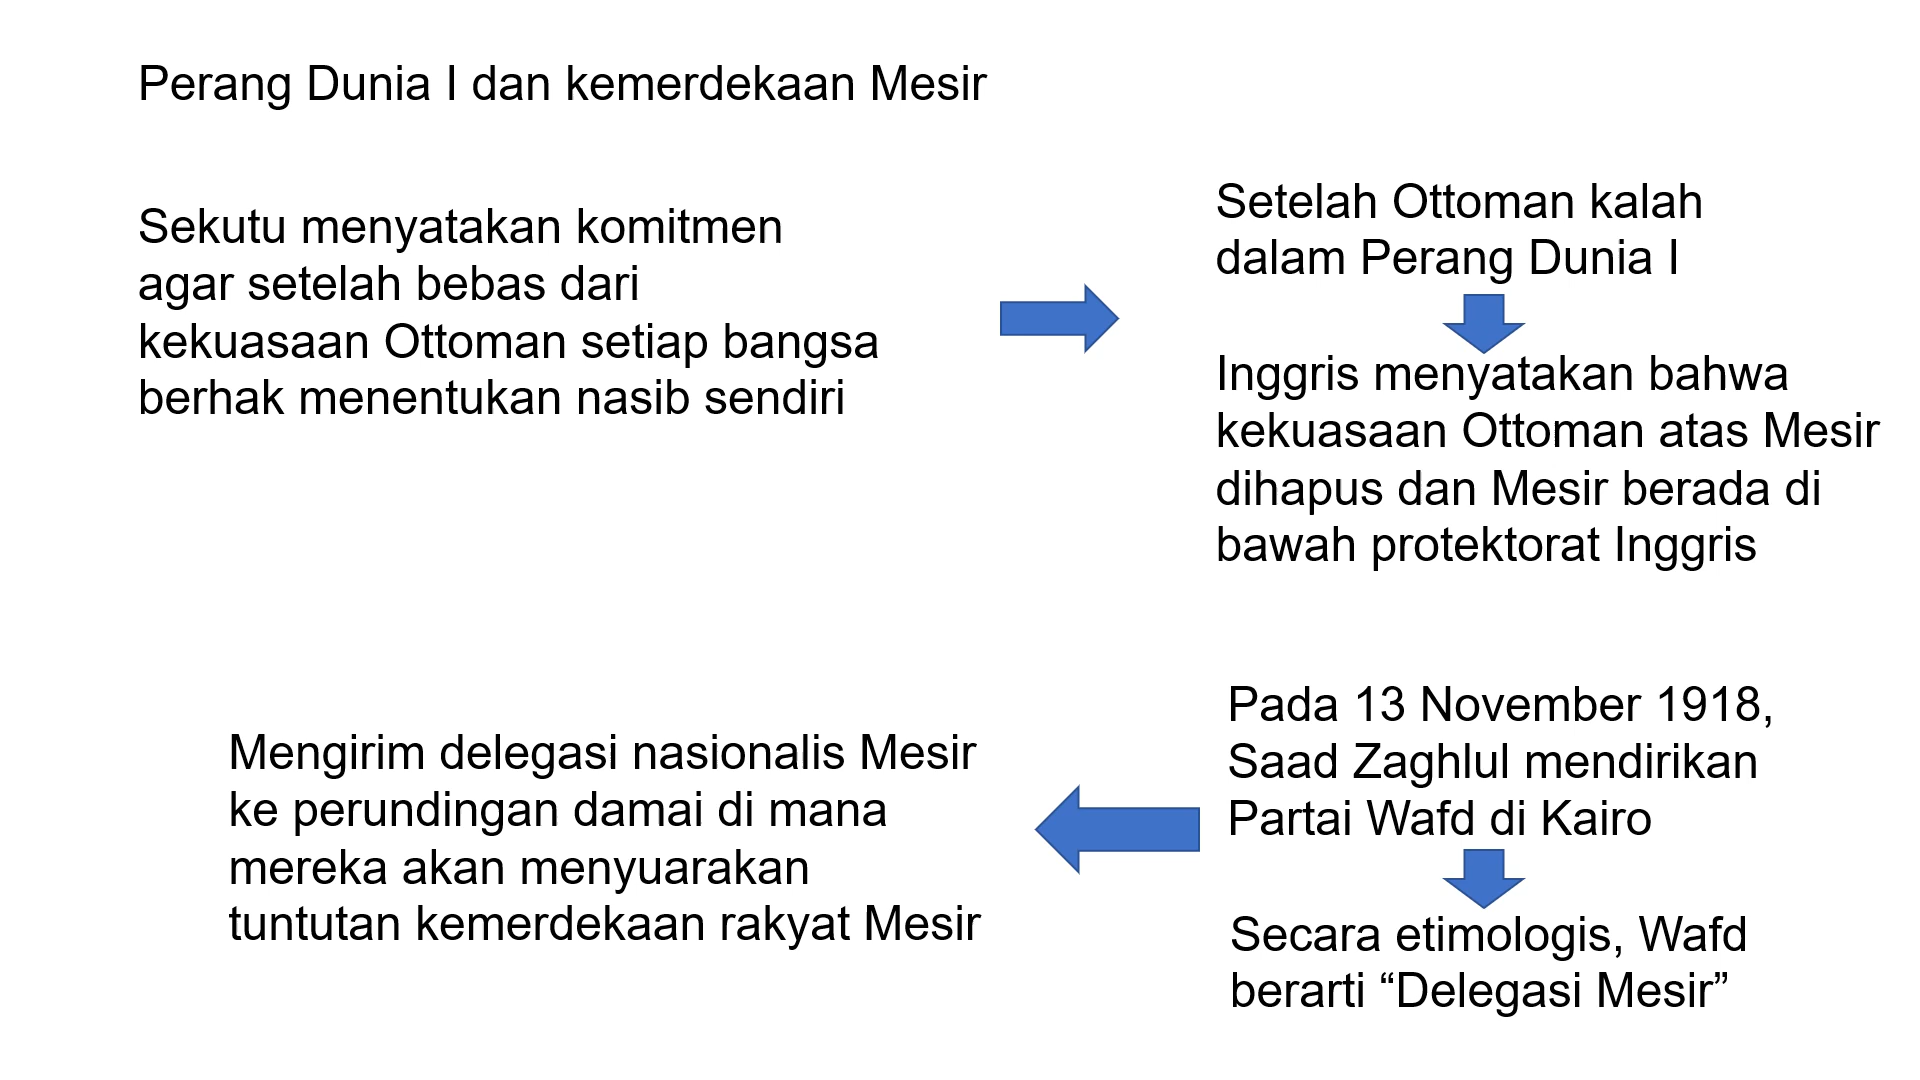 Perang Dunia I dan kemerdekaan Mesir
Sekutu menyatakan komitmen
agar setelah bebas dari
kekuasaan Ottoman setiap bangsa
berhak menentukan nasib sendiri
Setelah Ottoman kalah
dalam Perang Dunia I
Inggris menyatakan bahwa
kekuasaan Ottoman atas Mesir
dihapus dan Mesir berada di
bawah protektorat Inggris
Pada 13 November 1918,
Saad Zaghlul mendirikan
Partai Wafd di Kairo
Secara etimologis, Wafd
berarti “Delegasi Mesir”
Mengirim delegasi nasionalis Mesir
ke perundingan damai di mana
mereka akan menyuarakan
tuntutan kemerdekaan rakyat Mesir